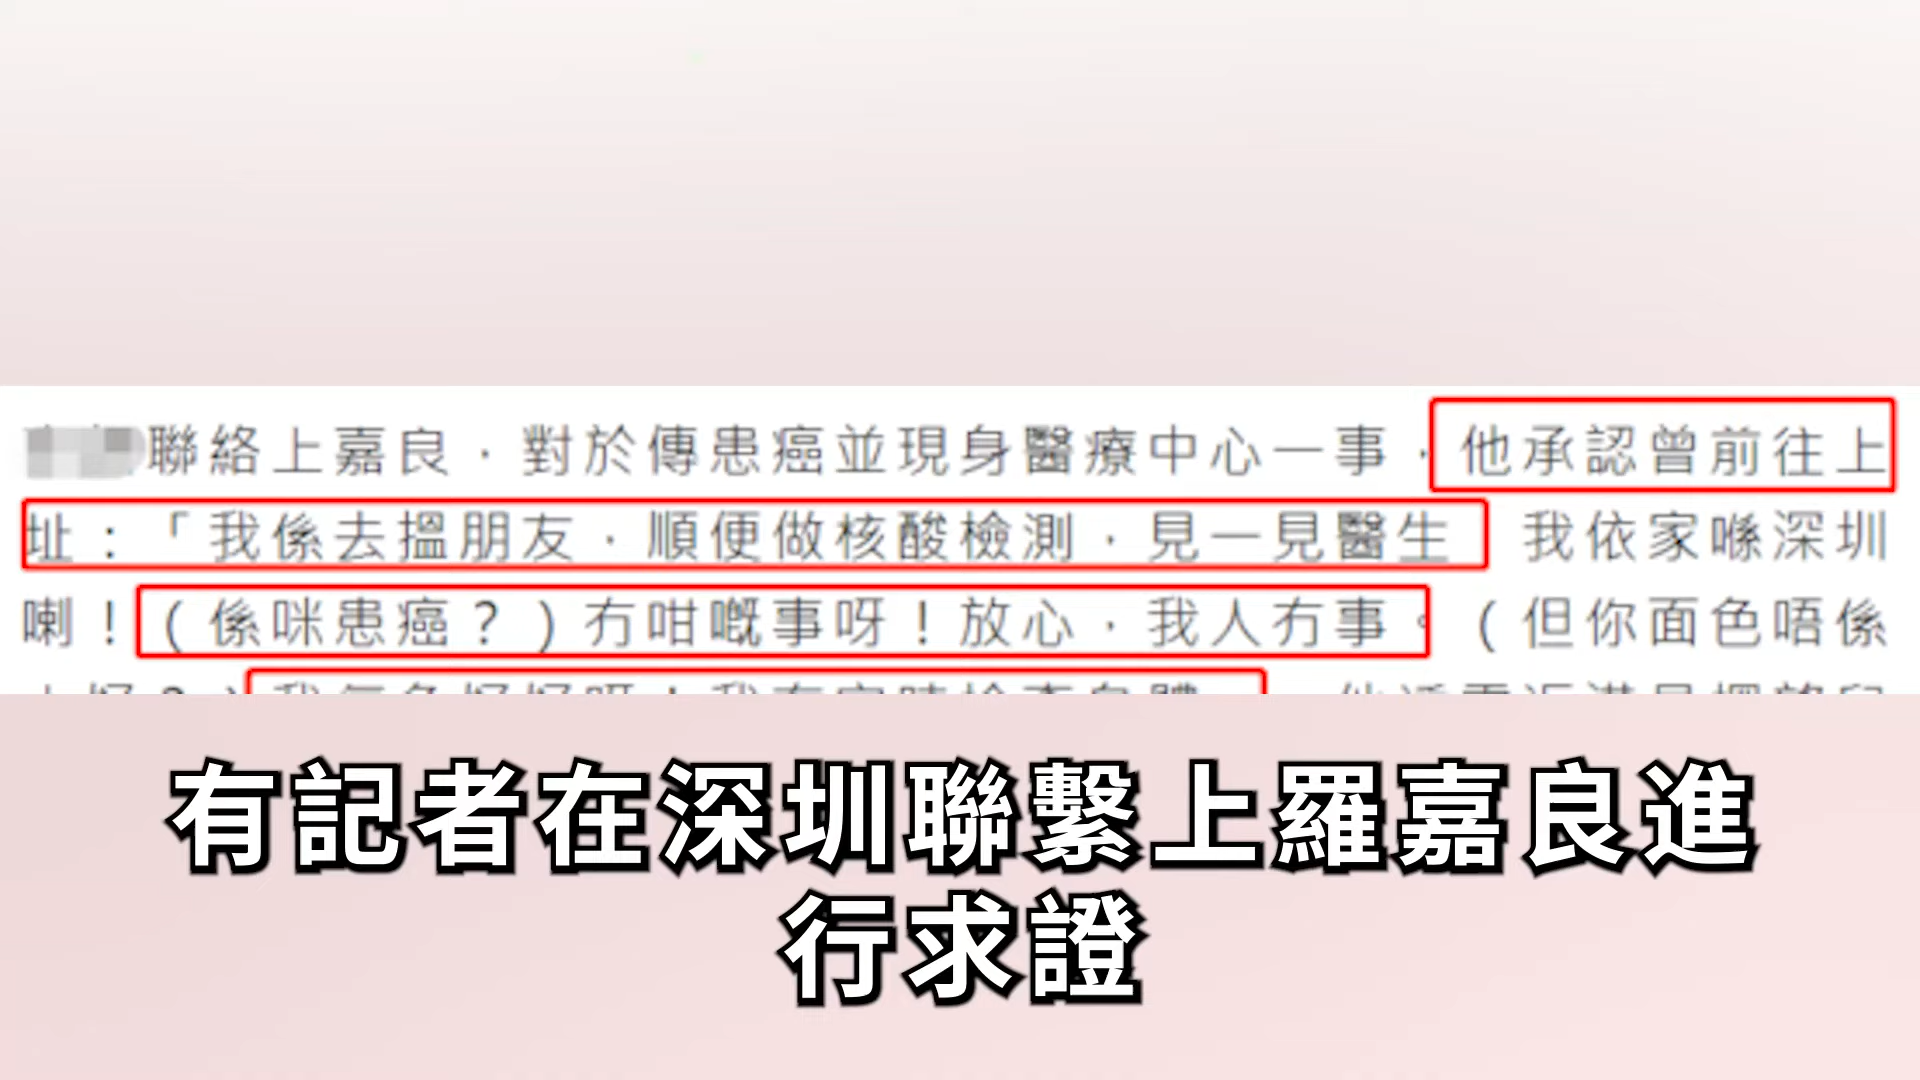 聯絡上嘉良，對於傳患癌並現身醫療中心一事，他承認曾前往上
址：「我係去搵朋友，順便做核酸檢測，見一見醫生 我依家喺深圳
喇！（係咪患癌？）冇咁嘅事呀！放心，我人冇事。（但你面色唔係
有記者在深圳聯繫上羅嘉良進
行求證